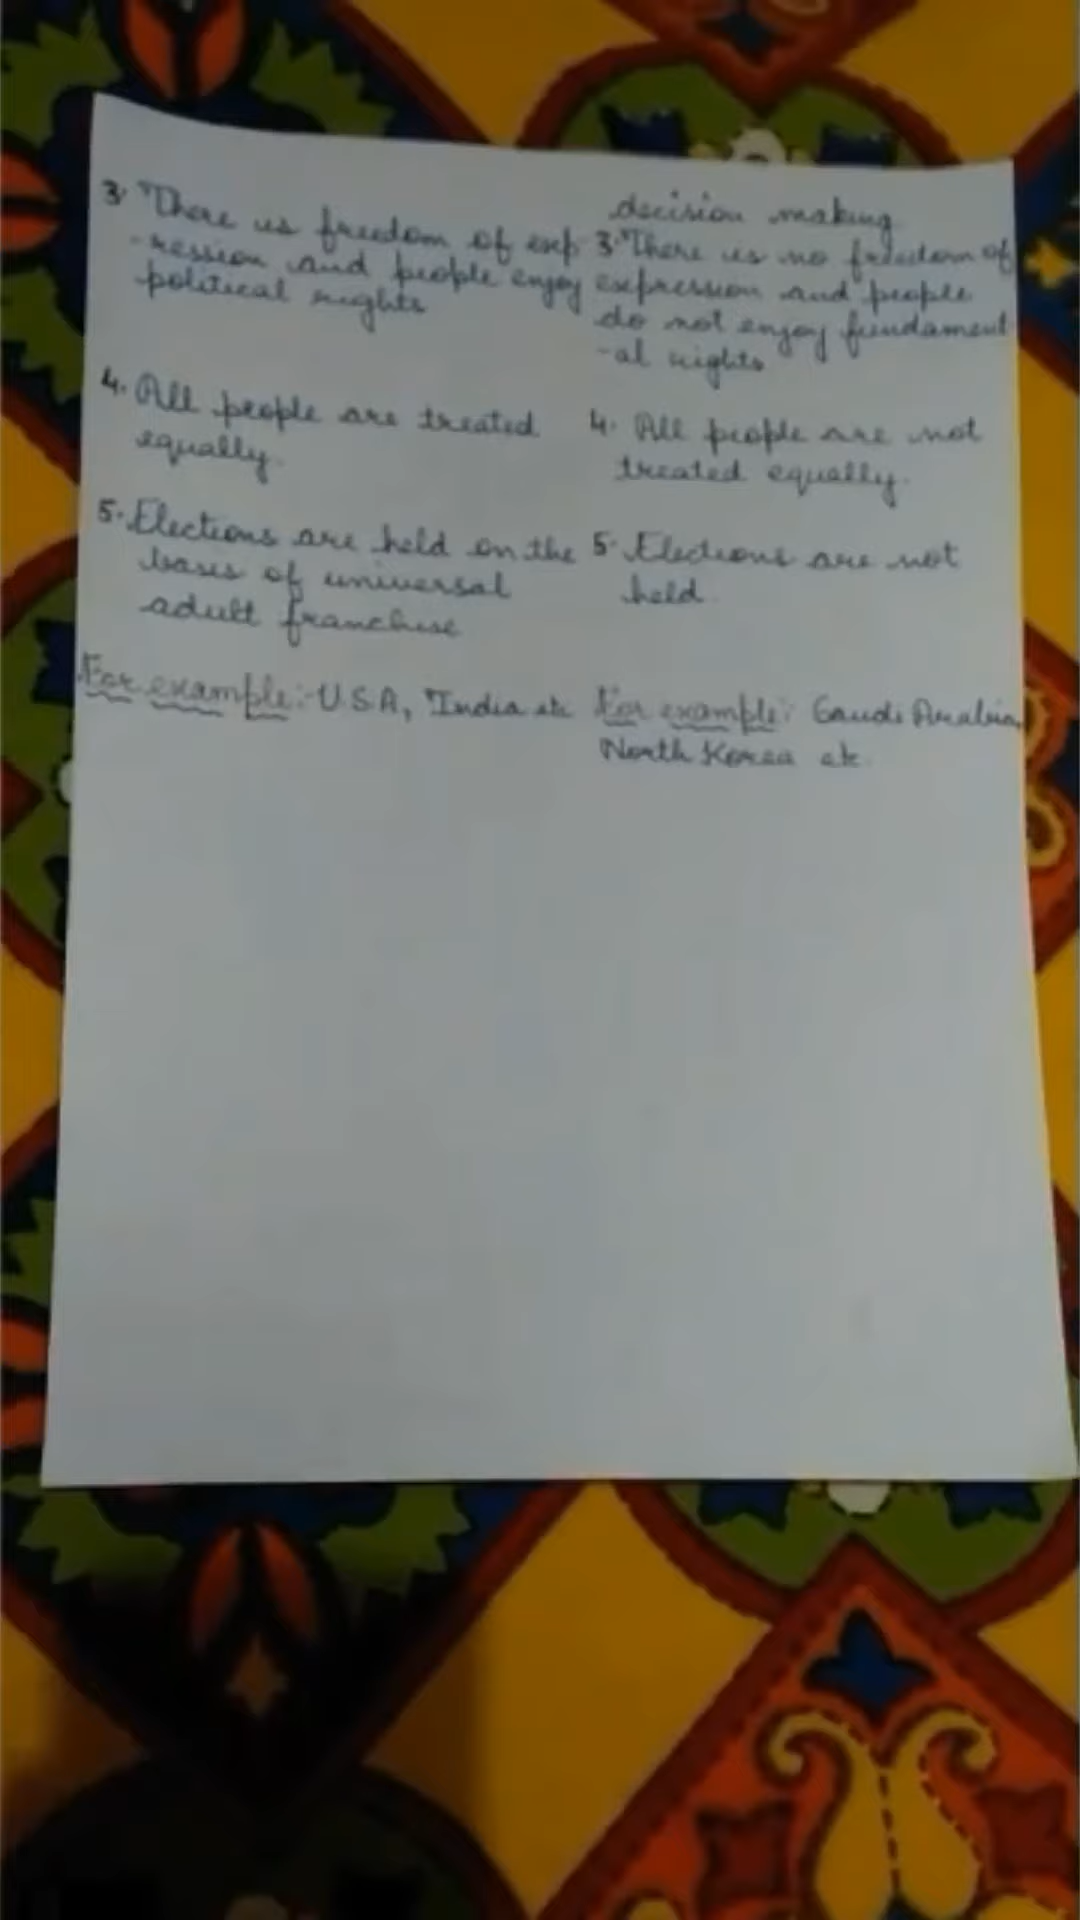 3. There is freedom of exp
-ression and people enjoy
political rights
4. All people are treated
equally.
5. Elections are held on the
bases of universal
adult franchise
For example:- U.S.A, India etc
decision making
3. There is no freedom of
expression and people
do not enjoy fundament
-al rights
4. All people are not
treated equally.
5. Elections are not
held.
For example:- Saudi Arabia,
North Korea etc.